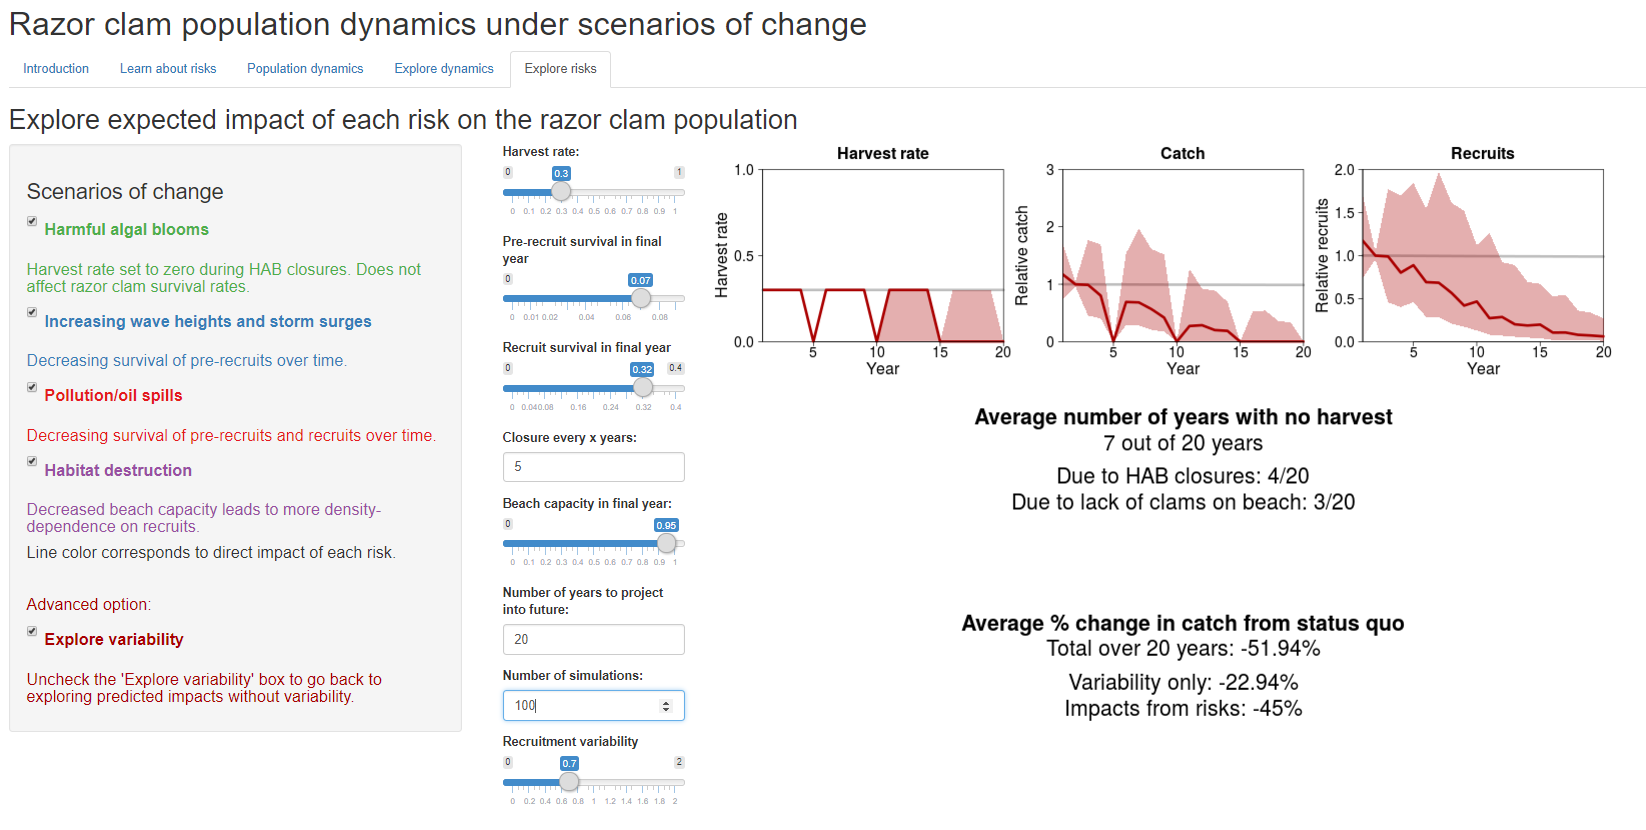 Razor clam population dynamics under scenarios of change
Introduction
Learn about risks
Population dynamics
Explore dynamics
Explore risks
Explore expected impact of each risk on the razor clam population
Scenarios of change
Harmful algal blooms
Harvest rate set to zero during HAB closures. Does not
affect razor clam survival rates.
Increasing wave heights and storm surges
Decreasing survival of pre-recruits over time.
Pollution/oil spills
Decreasing survival of pre-recruits and recruits over time.
Habitat destruction
Decreased beach capacity leads to more density-
dependence on recruits.
Line color corresponds to direct impact of each risk.
Advanced option:
Explore variability
Uncheck the 'Explore variability' box to go back to
exploring predicted impacts without variability.
Harvest rate:
0 0.3 1
0 0.1 0.2 0.3 0.4 0.5 0.6 0.7 0.8 0.9 1
Pre-recruit survival in final
year
0 0.07
0 0.01 0.02 0.04 0.06 0.08
Recruit survival in final year
0 0.32 0.4
0 0.04 0.08 0.16 0.24 0.32 0.4
Closure every x years:
5
Beach capacity in final year:
0 0.95
0 0.1 0.2 0.3 0.4 0.5 0.6 0.7 0.8 0.9 1
Number of years to project
into future:
20
Number of simulations:
100
Recruitment variability
0 0.7 2
0 0.2 0.4 0.6 0.8 1 1.2 1.4 1.6 1.8 2
Harvest rate
Harvest rate
1.0
0.5
0.0
5 10 15 20
Year
Catch
Relative catch
3
2
1
0
5 10 15 20
Year
Recruits
Relative recruits
2.0
1.5
1.0
0.5
0.0
5 10 15 20
Year
Average number of years with no harvest
7 out of 20 years
Due to HAB closures: 4/20
Due to lack of clams on beach: 3/20
Average % change in catch from status quo
Total over 20 years: -51.94%
Variability only: -22.94%
Impacts from risks: -45%